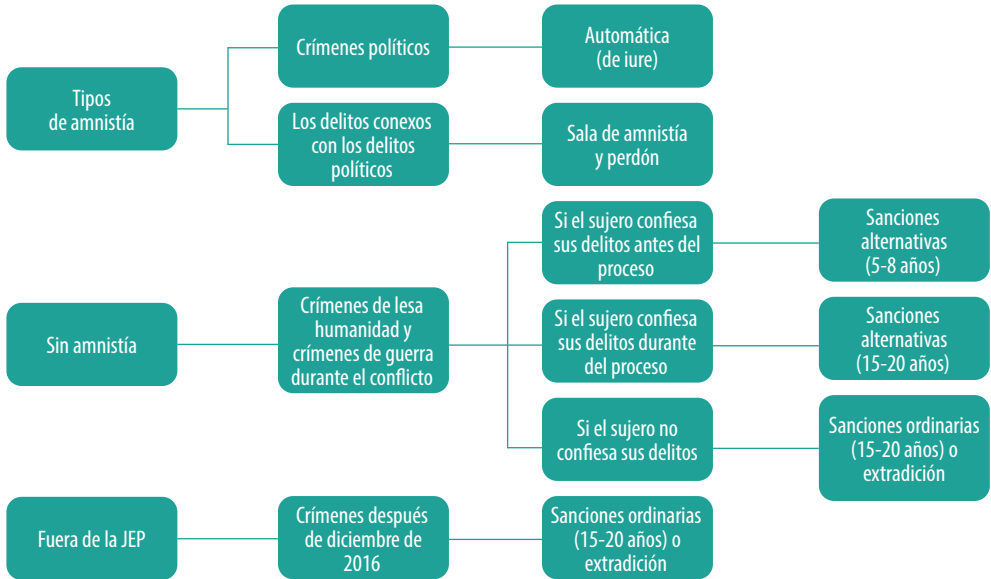 Tipos
de amnistía
Crímenes políticos
Automática
(de iure)
Los delitos conexos
con los delitos
políticos
Sala de amnistía
y perdón
Sin amnistía
Crímenes de lesa
humanidad y
crímenes de guerra
durante el conflicto
Si el sujero confiesa
sus delitos antes del
proceso
Sanciones
alternativas
(5-8 años)
Si el sujero confiesa
sus delitos durante
del proceso
Sanciones
alternativas
(15-20 años)
Si el sujero no
confiesa sus delitos
Sanciones ordinarias
(15-20 años) o
extradición
Fuera de la JEP
Crímenes después
de diciembre de
2016
Sanciones ordinarias
(15-20 años) o
extradición